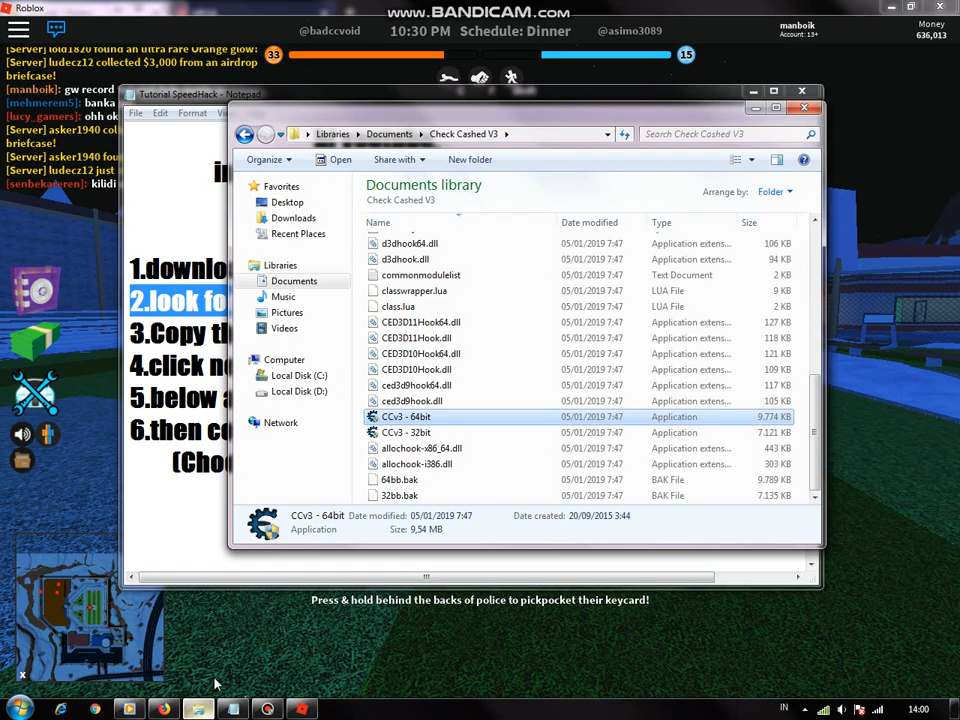 Roblox
www.BANDICAM.com
@badccvoid
10:30 PM Schedule: Dinner
@asimo3089
manboik
Account: 13+
Money
636,013
33
15
[Server] lold1820 found an ultra rare Orange glow!
[Server] ludecz12 collected $3,000 from an airdrop
briefcase!
[manboik]: gw record
[mehmerem5]: banka
[lucy_gamers]: ohh ok
[Server] asker1940 col
briefcase!
[Server] asker1940 fou
[Server] ludecz12 just
[senbekareren]: kilidi
Tutorial SpeedHack - Notepad
File Edit Format
1.downlo
2.look fo
3.Copy th
4.click ne
5.below a
6.then co
(Choo
Libraries Documents Check Cashed V3
Search Check Cashed V3
Organize Open Share with New folder
Documents library
Check Cashed V3
Arrange by: Folder
Favorites
Desktop
Downloads
Recent Places
Libraries
Documents
Music
Pictures
Videos
Computer
Local Disk (C:)
Local Disk (D:)
Network
Name Date modified Type Size
d3dhook64.dll 05/01/2019 7:47 Application extens... 106 KB
d3dhook.dll 05/01/2019 7:47 Application extens... 94 KB
commonmodulelist 05/01/2019 7:47 Text Document 2 KB
classwrapper.lua 05/01/2019 7:47 LUA File 9 KB
class.lua 05/01/2019 7:47 LUA File 2 KB
CED3D11Hook64.dll 05/01/2019 7:47 Application extens... 127 KB
CED3D11Hook.dll 05/01/2019 7:47 Application extens... 118 KB
CED3D10Hook64.dll 05/01/2019 7:47 Application extens... 121 KB
CED3D10Hook.dll 05/01/2019 7:47 Application extens... 109 KB
ced3d9hook64.dll 05/01/2019 7:47 Application extens... 117 KB
ced3d9hook.dll 05/01/2019 7:47 Application extens... 105 KB
CCv3 - 64bit 05/01/2019 7:47 Application 9.774 KB
CCv3 - 32bit 05/01/2019 7:47 Application 7.121 KB
allochook-x86_64.dll 05/01/2019 7:47 Application extens... 443 KB
allochook-i386.dll 05/01/2019 7:47 Application extens... 303 KB
64bb.bak 05/01/2019 7:47 BAK File 9.789 KB
32bb.bak 05/01/2019 7:47 BAK File 7.135 KB
CCv3 - 64bit Date modified: 05/01/2019 7:47 Date created: 20/09/2015 3:44
Application Size: 9,54 MB
Press & hold behind the backs of police to pickpocket their keycard!
x
IN 14:00